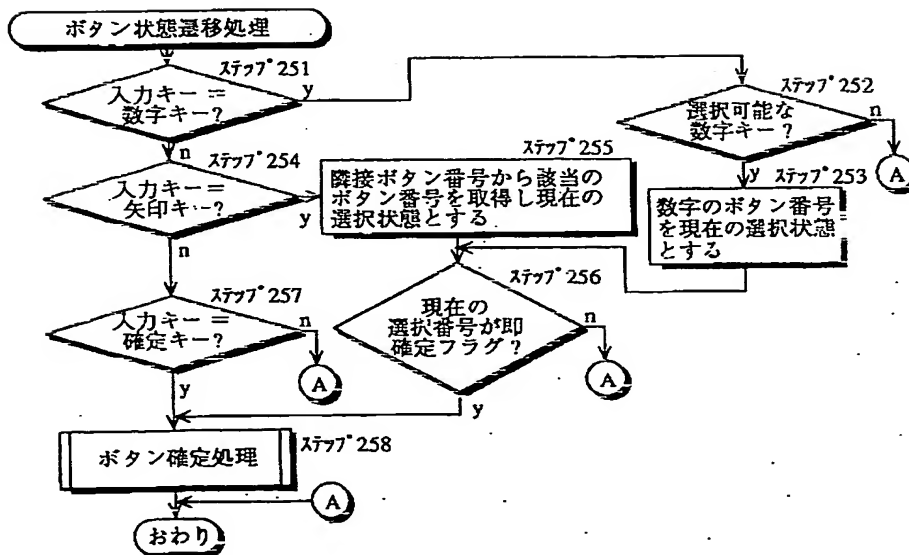 ボタン状態遷移処理
ステップ251
入力キー＝
数字キー？
y
n
ステップ252
選択可能な
数字キー？
n
A
y
ステップ253
数字のボタン番号
を現在の選択状態
とする
ステップ254
入力キー＝
矢印キー？
y
n
ステップ255
隣接ボタン番号から該当の
ボタン番号を取得し現在の
選択状態とする
ステップ256
現在の
選択番号が即
確定フラグ？
n
A
y
ステップ257
入力キー＝
確定キー？
n
A
y
ステップ258
ボタン確定処理
A
おわり